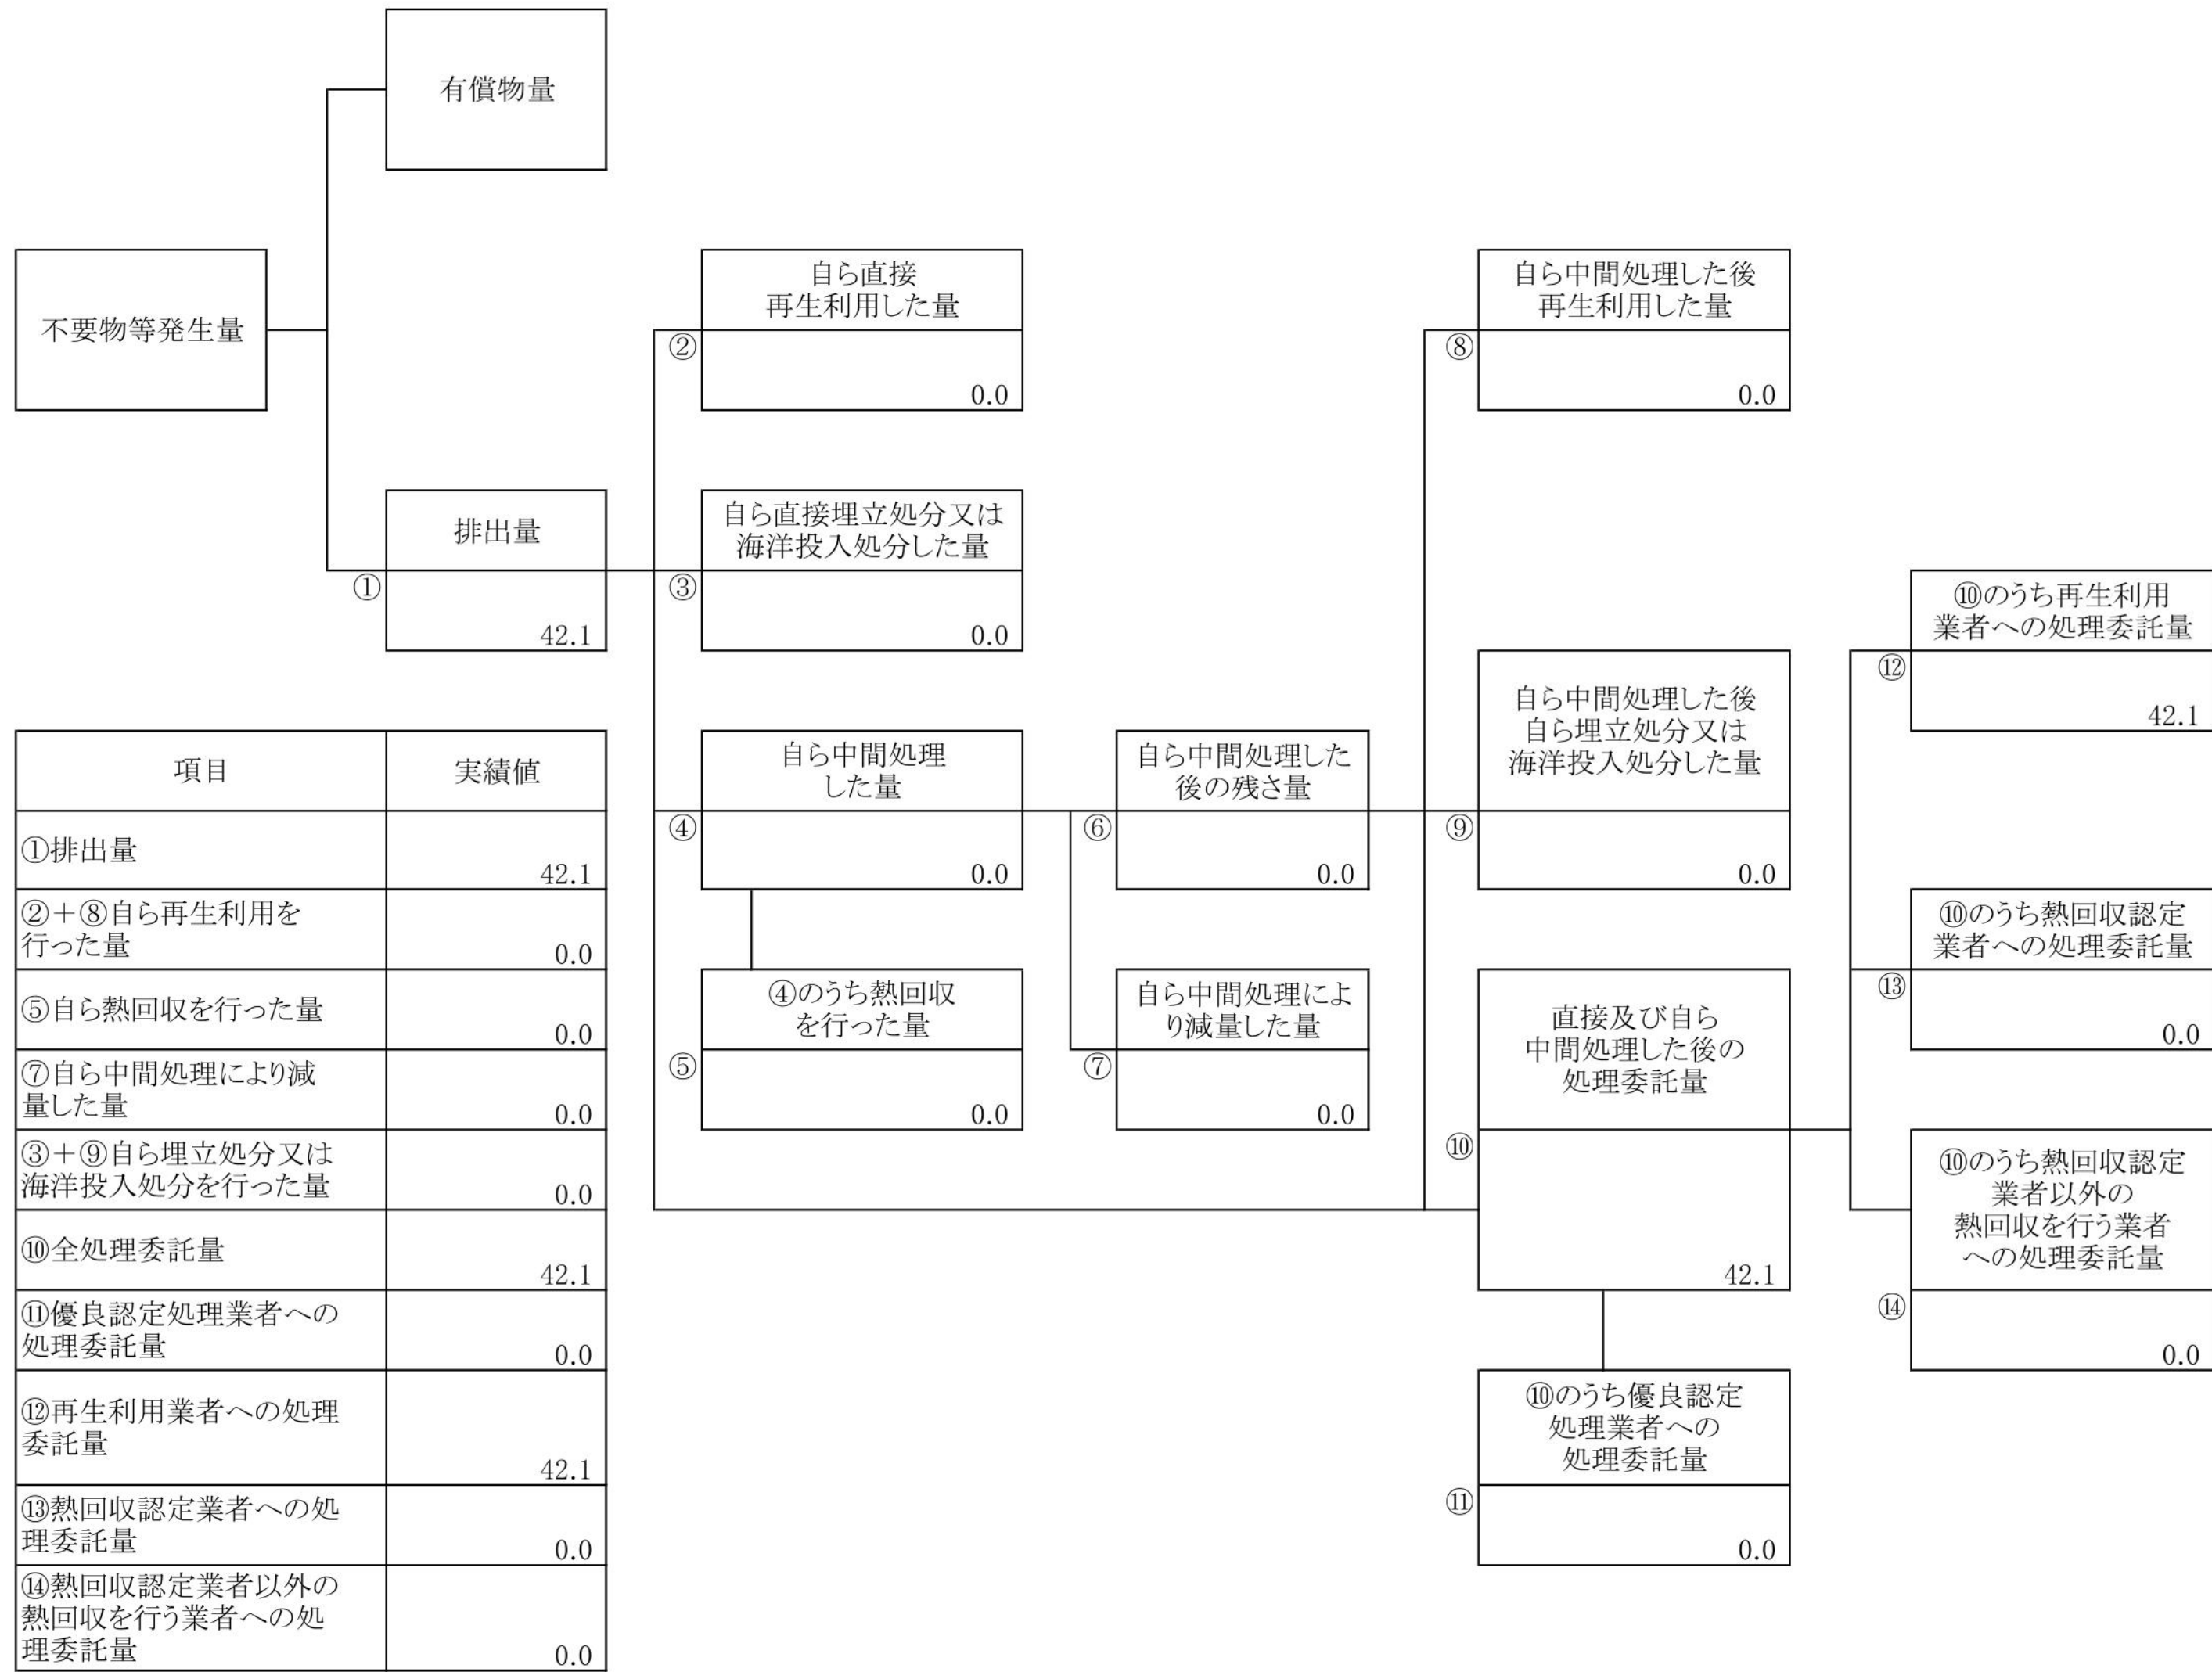 有償物量
不要物等発生量
排出量
①
42.1
自ら直接
再生利用した量
②
0.0
自ら直接埋立処分又は
海洋投入処分した量
③
0.0
自ら中間処理
した量
④
0.0
④のうち熱回収
を行った量
⑤
0.0
自ら中間処理した
後の残さ量
⑥
0.0
自ら中間処理によ
り減量した量
⑦
0.0
自ら中間処理した後
再生利用した量
⑧
0.0
自ら中間処理した後
自ら埋立処分又は
海洋投入処分した量
⑨
0.0
直接及び自ら
中間処理した後の
処理委託量
⑩
42.1
⑩のうち優良認定
処理業者への
処理委託量
⑪
0.0
⑩のうち再生利用
業者への処理委託量
⑫
42.1
⑩のうち熱回収認定
業者への処理委託量
⑬
0.0
⑩のうち熱回収認定
業者以外の
熱回収を行う業者
への処理委託量
⑭
0.0
項目 実績値
①排出量
42.1
②＋⑧自ら再生利用を
行った量
0.0
⑤自ら熱回収を行った量
0.0
⑦自ら中間処理により減
量した量
0.0
③＋⑨自ら埋立処分又は
海洋投入処分を行った量
0.0
⑩全処理委託量
42.1
⑪優良認定処理業者への
処理委託量
0.0
⑫再生利用業者への処理
委託量
42.1
⑬熱回収認定業者への処
理委託量
0.0
⑭熱回収認定業者以外の
熱回収を行う業者への処
理委託量
0.0